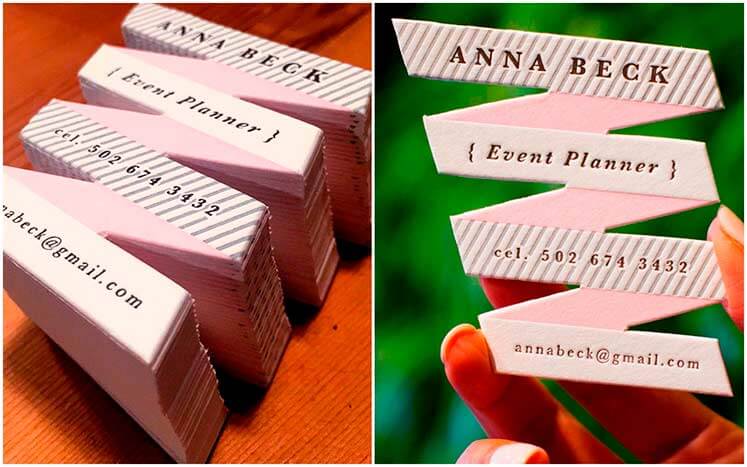 ANNA BECK
{ Event Planner }
cel. 502 674 3432
nnabeck@gmail.com
ANNA BECK
{ Event Planner }
cel. 502 674 3432
annabeck@gmail.com